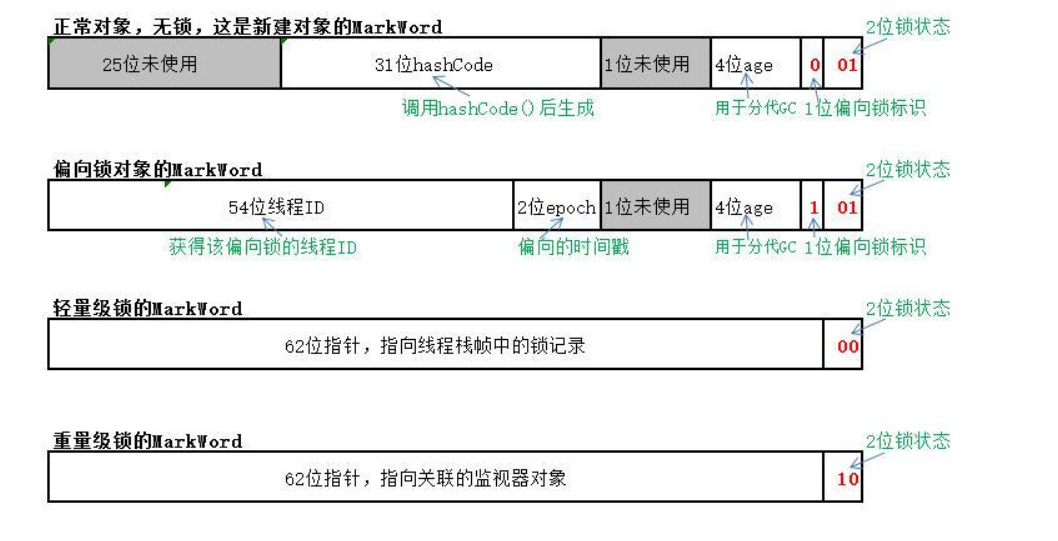 正常对象，无锁，这是新建对象的MarkWord
2位锁状态
25位未使用 31位hashCode 1位未使用 4位age 0 01
调用hashCode()后生成 用于分代GC 1位偏向锁标识
偏向锁对象的MarkWord
2位锁状态
54位线程ID 2位epoch 1位未使用 4位age 1 01
获得该偏向锁的线程ID 偏向的时间戳 用于分代GC 1位偏向锁标识
轻量级锁的MarkWord
2位锁状态
62位指针，指向线程栈帧中的锁记录 00
重量级锁的MarkWord
2位锁状态
62位指针，指向关联的监视器对象 10